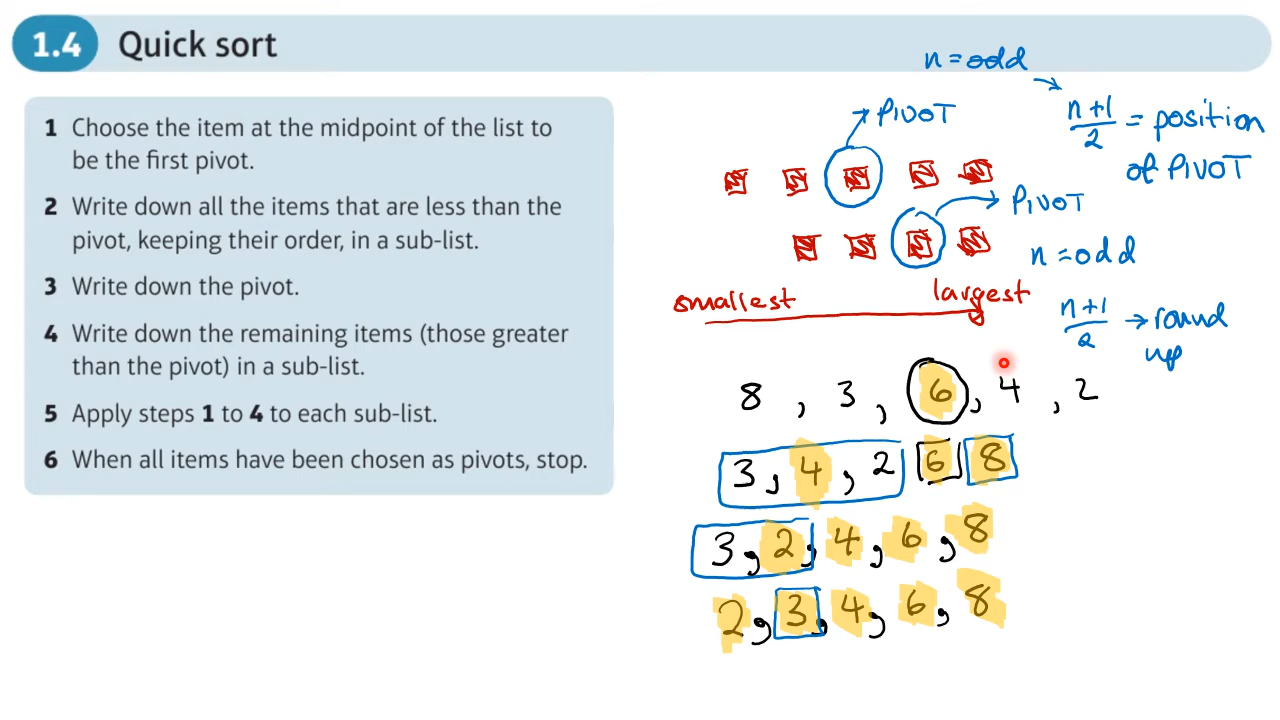 1.4 Quick sort
1 Choose the item at the midpoint of the list to
be the first pivot.
2 Write down all the items that are less than the
pivot, keeping their order, in a sub-list.
3 Write down the pivot.
4 Write down the remaining items (those greater
than the pivot) in a sub-list.
5 Apply steps 1 to 4 to each sub-list.
6 When all items have been chosen as pivots, stop.
n = odd
PIVOT
n+1/2 = position
of PIVOT
PIVOT
n = odd
smallest largest
n+1/2 → round
up
8 , 3 , 6 , 4 , 2
3 , 4 , 2 6 8
3 , 2 , 4 , 6 , 8
2 , 3 , 4 , 6 , 8